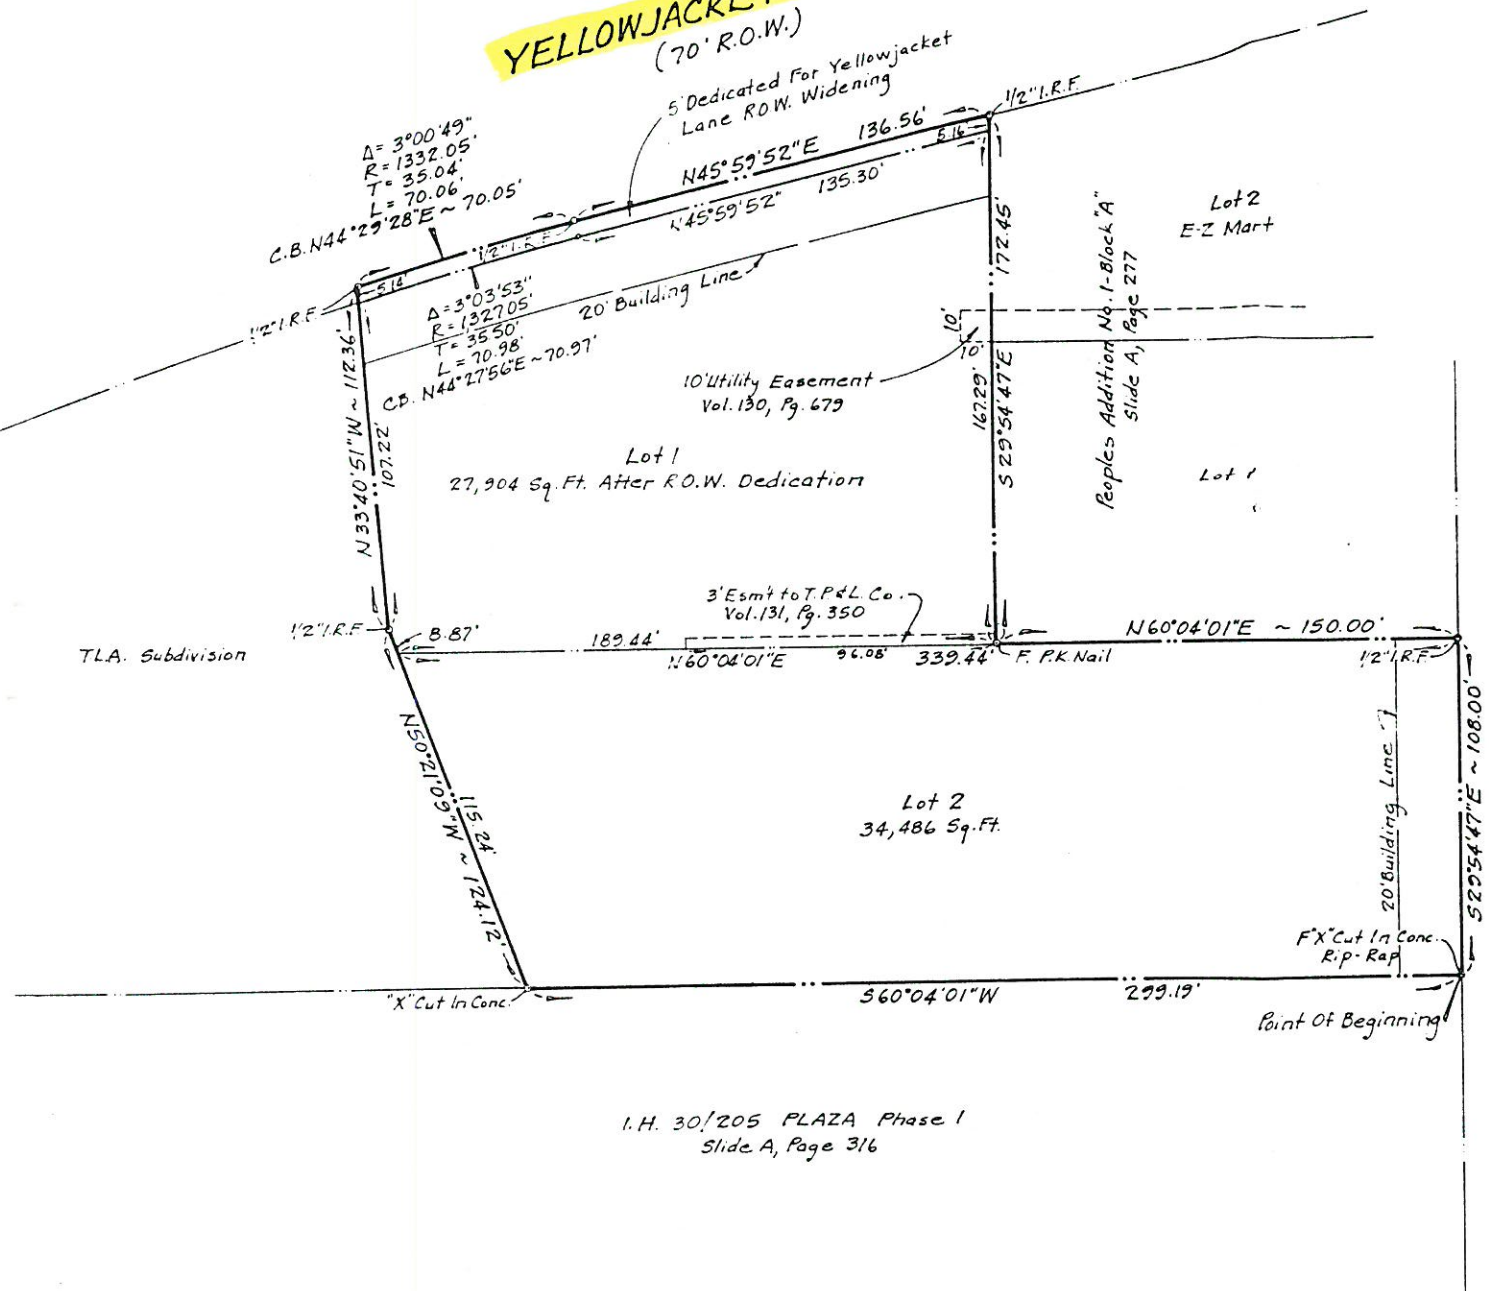 YELLOWJACKET
(70' R.O.W.)
5' Dedicated For Yellowjacket
Lane R.O.W. Widening
1/2" I.R.F.
Δ= 3°00'49"
R= 1332.05'
T= 35.04'
L= 70.06'
C.B. N44°29'28"E ~ 70.05'
N45°59'52"E 136.56'
5.16'
N45°59'52" 135.30'
1/2" I.R.F.
1/2" I.R.F.
5.14'
Δ= 3°03'53"
R= 1,327.05'
T= 35.50'
L= 70.98'
C.B. N44°27'56"E ~ 70.97'
20' Building Line
172.45'
167.29'
S29°54'47"E
Lot 2
E-Z Mart
Peoples Addition No. 1 - Block "A"
Slide A, Page 277
10'
10'
10' Utility Easement
Vol. 130, Pg. 679
N33°40'51"W ~ 112.36'
107.22'
Lot 1
27,904 Sq. Ft. After R.O.W. Dedication
Lot 1
3' Esm't to T.P.&L. Co.
Vol. 131, Pg. 350
1/2" I.R.F.
8.87'
189.44'
N60°04'01"E 96.08' 339.44'
F. P.K. Nail
N60°04'01"E ~ 150.00'
1/2" I.R.F.
T.L.A. Subdivision
N50°21'09"W ~ 124.12'
115.24'
Lot 2
34,486 Sq. Ft.
20' Building Line
S29°54'47"E ~ 108.00'
F "X" Cut In Conc.
Rip-Rap
"X" Cut In Conc.
S60°04'01"W 299.19'
Point Of Beginning
I.H. 30/205 PLAZA Phase 1
Slide A, Page 316